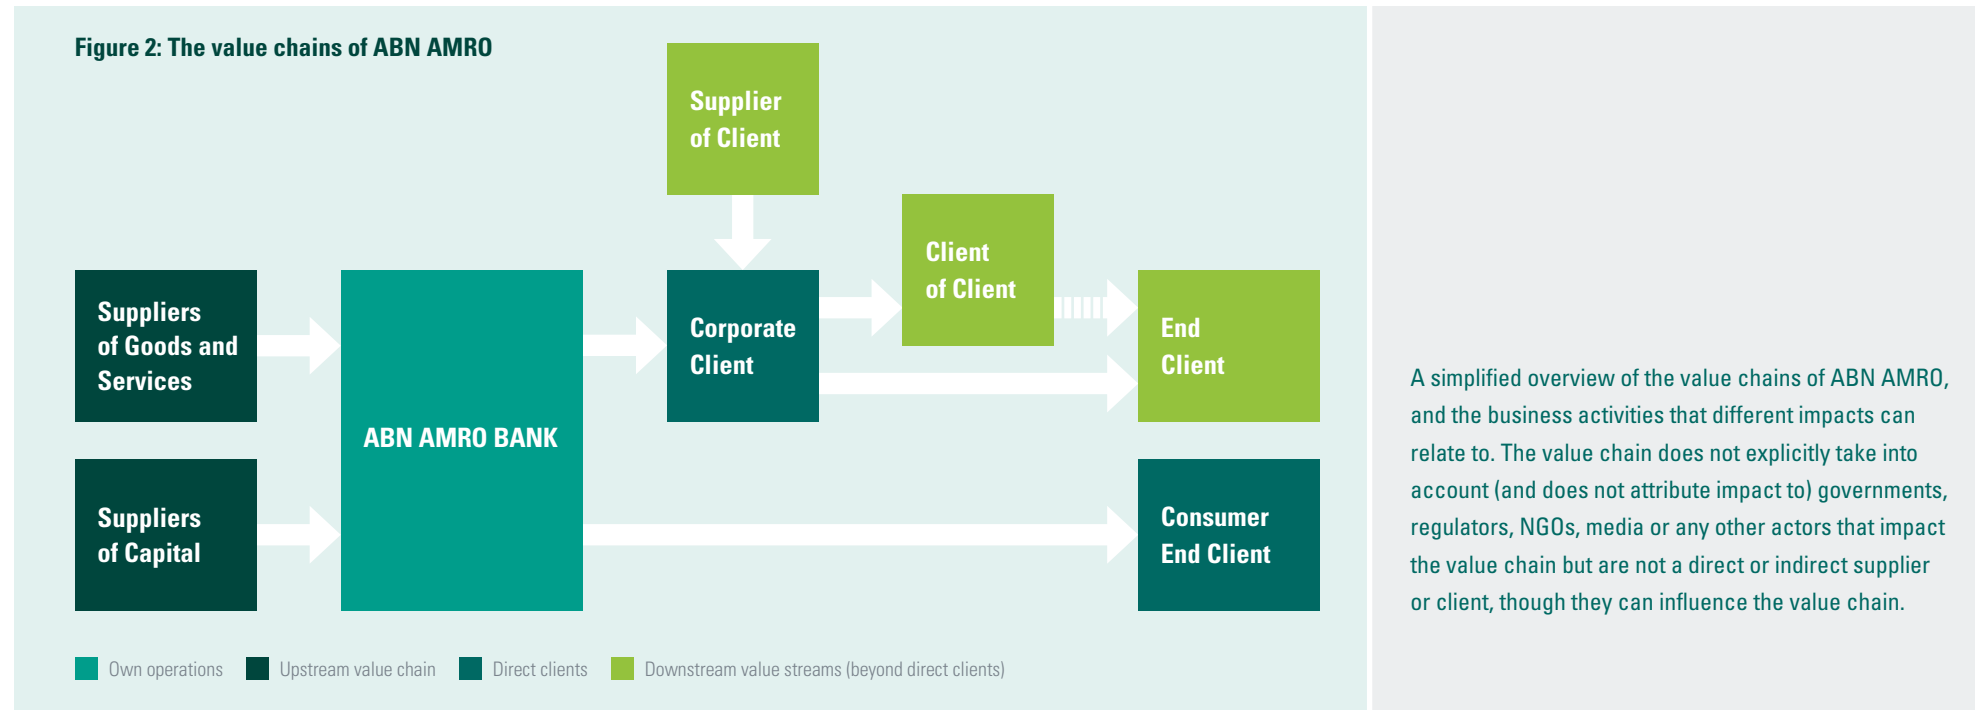 Figure 2: The value chains of ABN AMRO
Supplier
of Client
Client
of Client
Suppliers
of Goods and
Services
Corporate
Client
End
Client
ABN AMRO BANK
Suppliers
of Capital
Consumer
End Client
Own operations
Upstream value chain
Direct clients
Downstream value streams (beyond direct clients)
A simplified overview of the value chains of ABN AMRO,
and the business activities that different impacts can
relate to. The value chain does not explicitly take into
account (and does not attribute impact to) governments,
regulators, NGOs, media or any other actors that impact
the value chain but are not a direct or indirect supplier
or client, though they can influence the value chain.